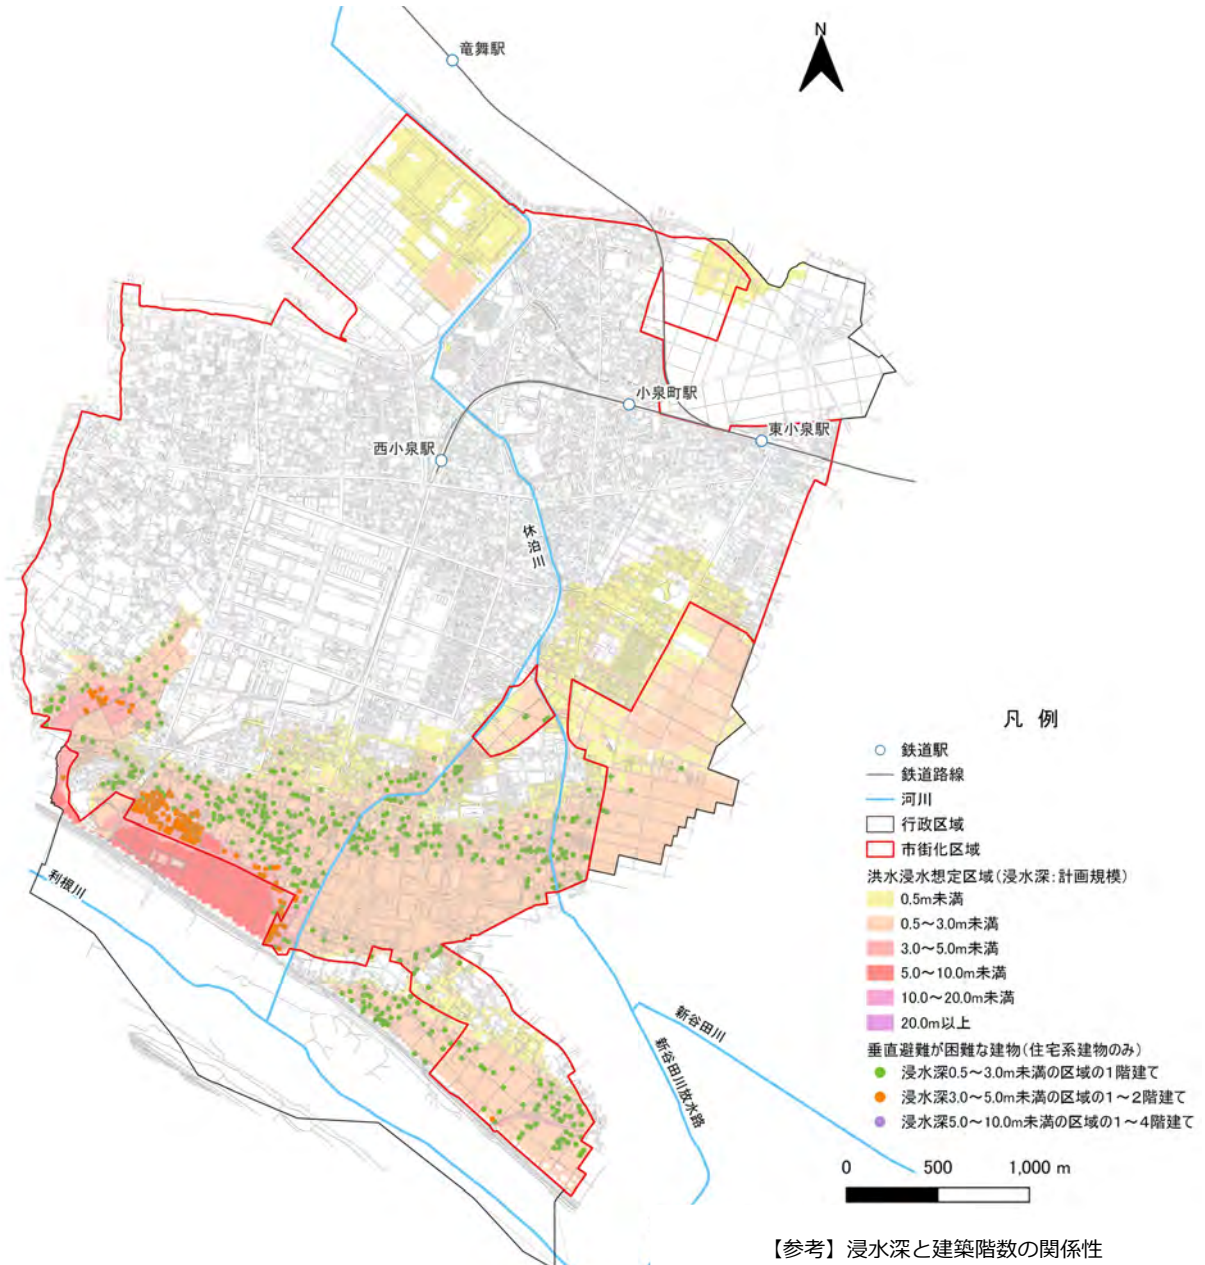 N
竜舞駅
小泉町駅
東小泉駅
西小泉駅
休泊川
利根川
新谷田川
新谷田川放水路
凡 例
鉄道駅
鉄道路線
河川
行政区域
市街化区域
洪水浸水想定区域(浸水深:計画規模)
0.5m未満
0.5~3.0m未満
3.0~5.0m未満
5.0~10.0m未満
10.0~20.0m未満
20.0m以上
垂直避難が困難な建物(住宅系建物のみ)
浸水深0.5~3.0m未満の区域の1階建て
浸水深3.0~5.0m未満の区域の1~2階建て
浸水深5.0~10.0m未満の区域の1~4階建て
0 500 1,000 m
【参考】浸水深と建築階数の関係性